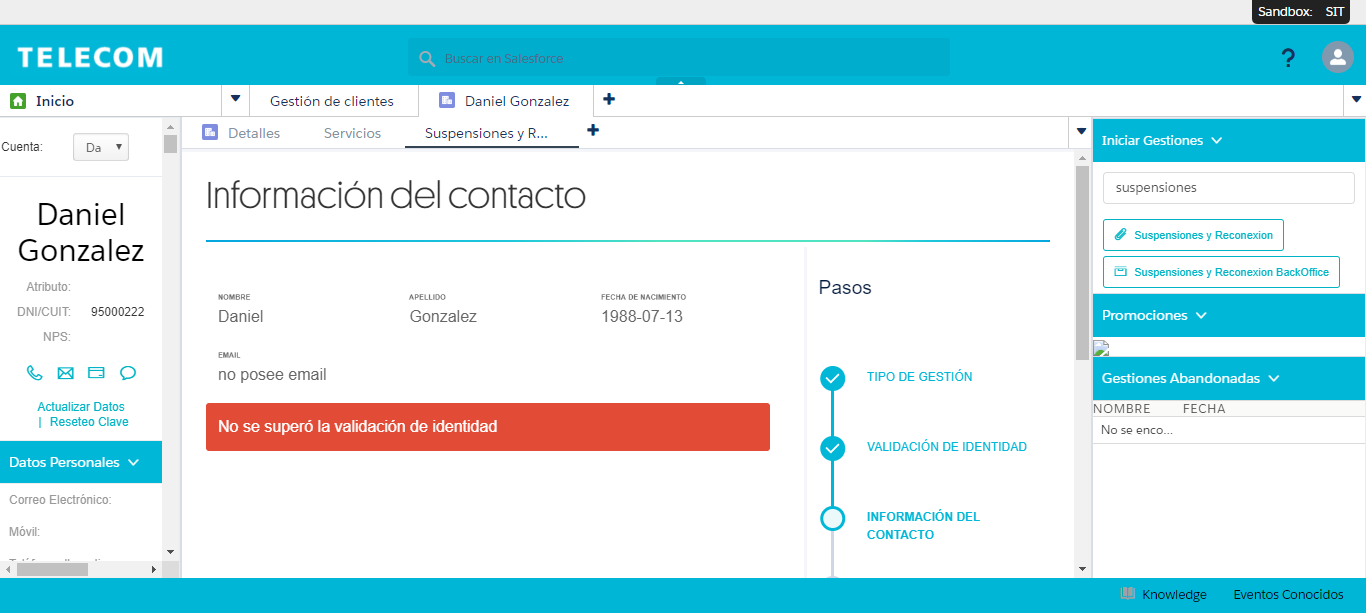 Sandbox: SIT
TELECOM
Buscar en Salesforce
?
Inicio
Gestión de clientes
Daniel Gonzalez
Cuenta:
Da
Daniel
Gonzalez
Atributo:
DNI/CUIT: 95000222
NPS:
Actualizar Datos
| Reseteo Clave
Datos Personales
Correo Electrónico:
Móvil:
Detalles
Servicios
Suspensiones y R...
Información del contacto
NOMBRE
Daniel
APELLIDO
Gonzalez
FECHA DE NACIMIENTO
1988-07-13
EMAIL
no posee email
No se superó la validación de identidad
Pasos
TIPO DE GESTIÓN
VALIDACIÓN DE IDENTIDAD
INFORMACIÓN DEL
CONTACTO
Iniciar Gestiones
suspensiones
Suspensiones y Reconexion
Suspensiones y Reconexion BackOffice
Promociones
Gestiones Abandonadas
NOMBRE FECHA
No se enco...
Knowledge
Eventos Conocidos